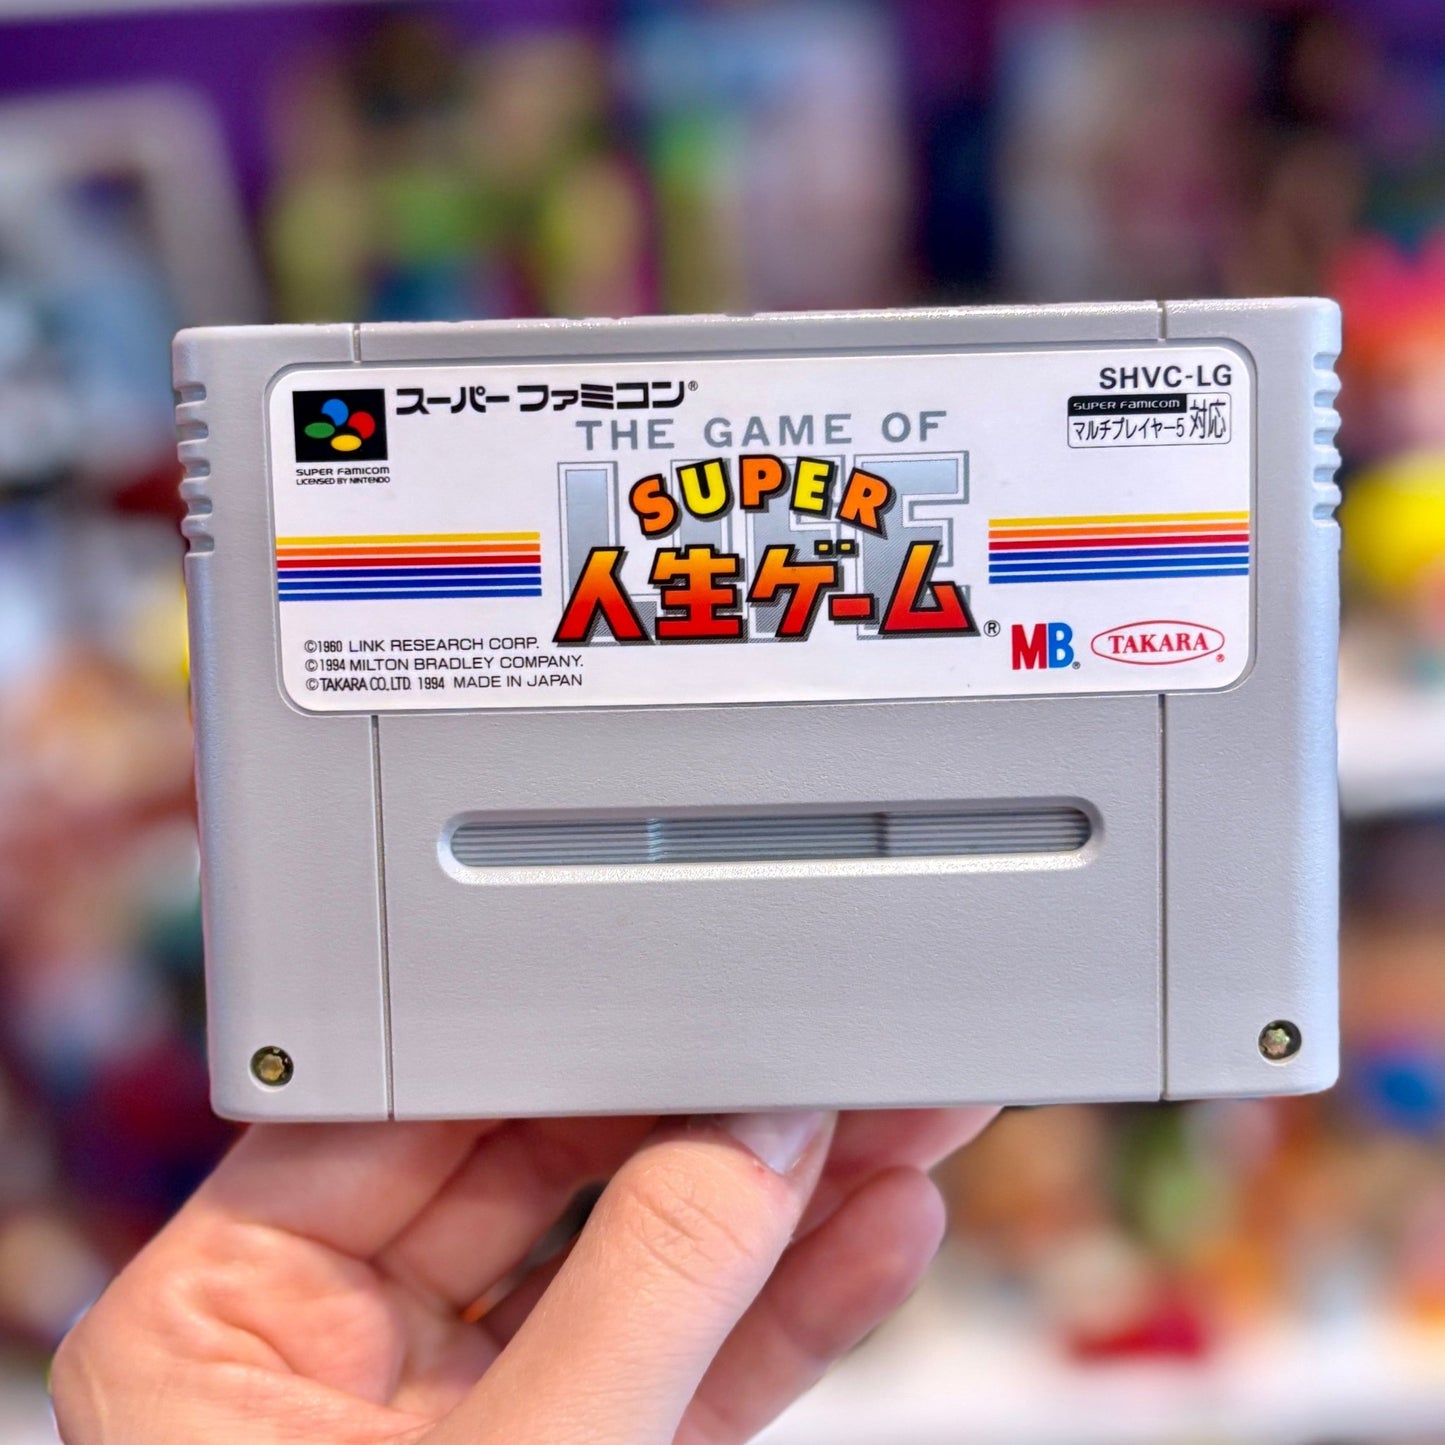 スーパーファミコン®
SUPER FAMICOM
LICENSED BY NINTENDO
SHVC-LG
SUPER FAMICOM
マルチプレイヤー5 対応
THE GAME OF
LIFE
SUPER
人生ゲーム®
©1960 LINK RESEARCH CORP.
©1994 MILTON BRADLEY COMPANY.
©TAKARA CO.,LTD. 1994 MADE IN JAPAN
MB®
TAKARA®